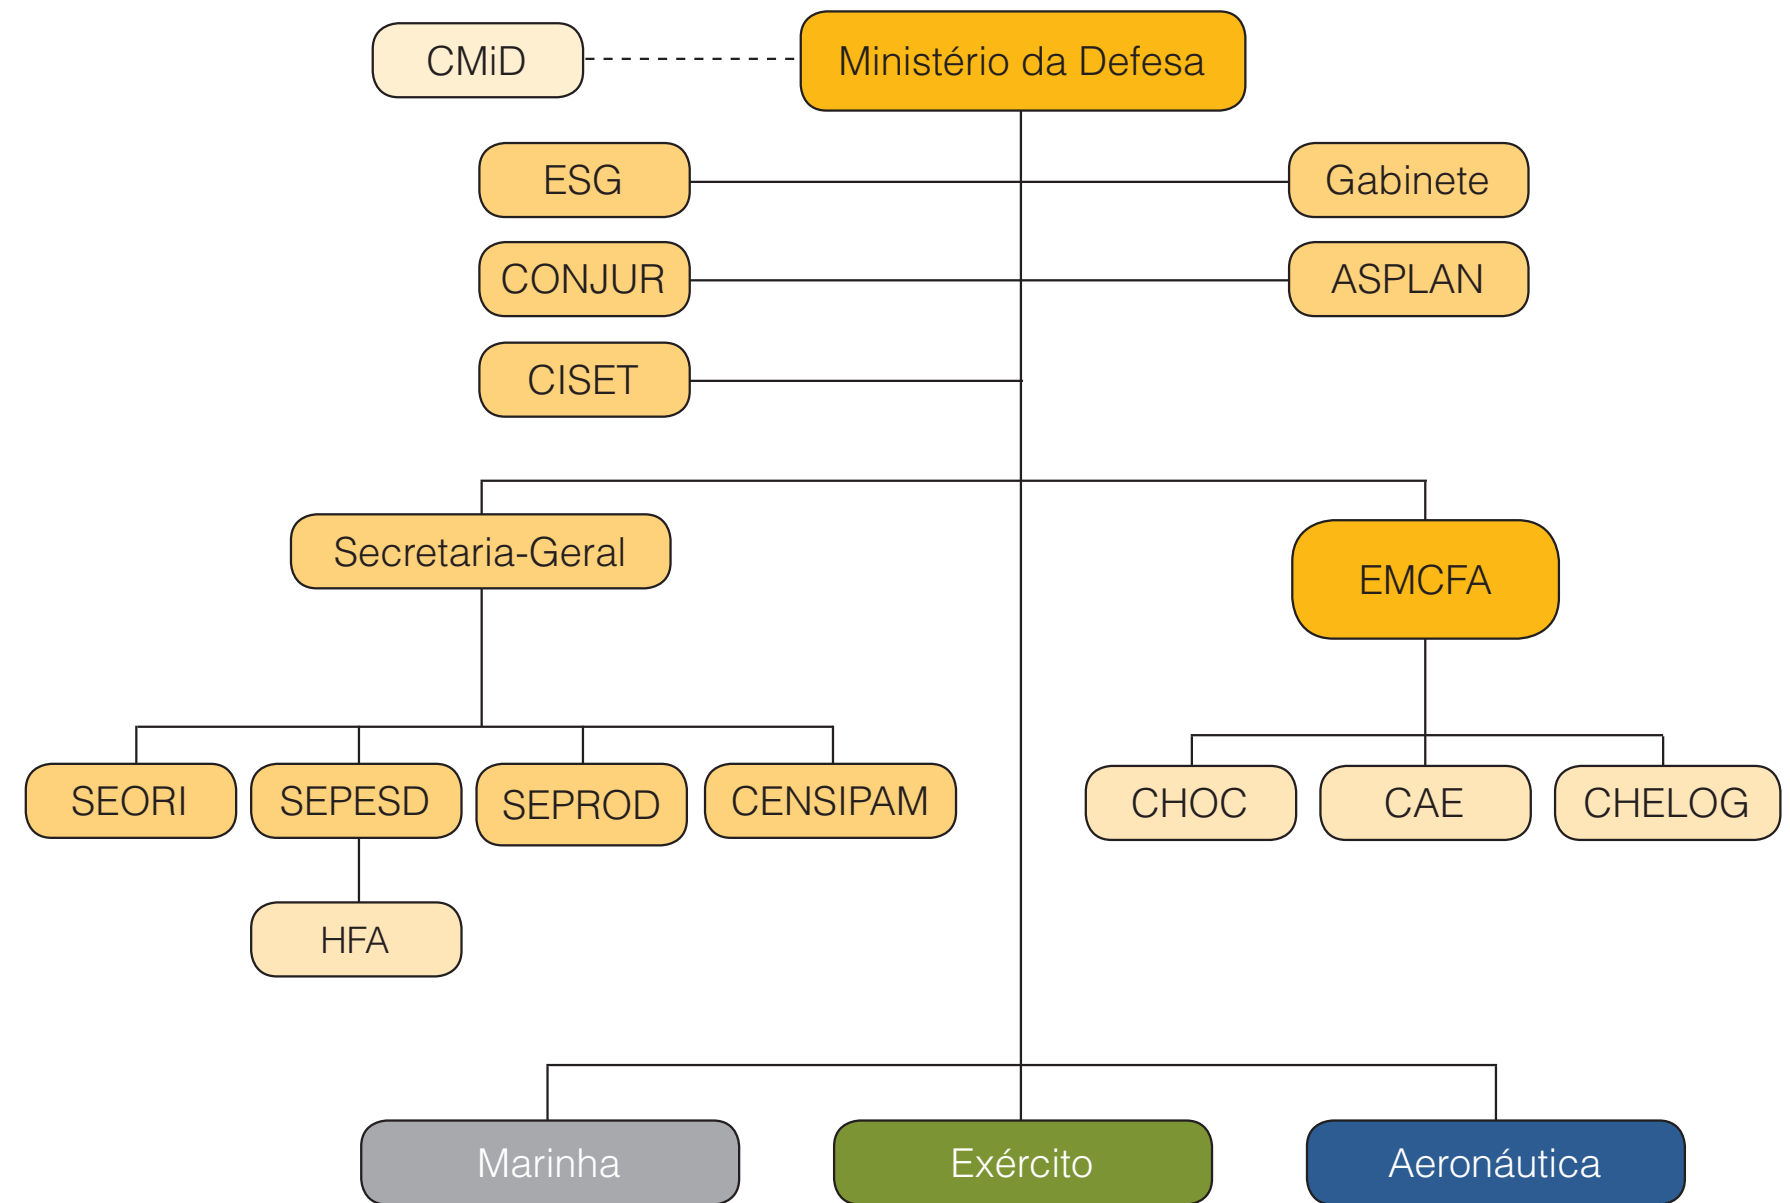 CMiD
Ministério da Defesa
ESG
Gabinete
CONJUR
ASPLAN
CISET
Secretaria-Geral
EMCFA
SEORI
SEPESD
SEPROD
CENSIPAM
CHOC
CAE
CHELOG
HFA
Marinha
Exército
Aeronáutica